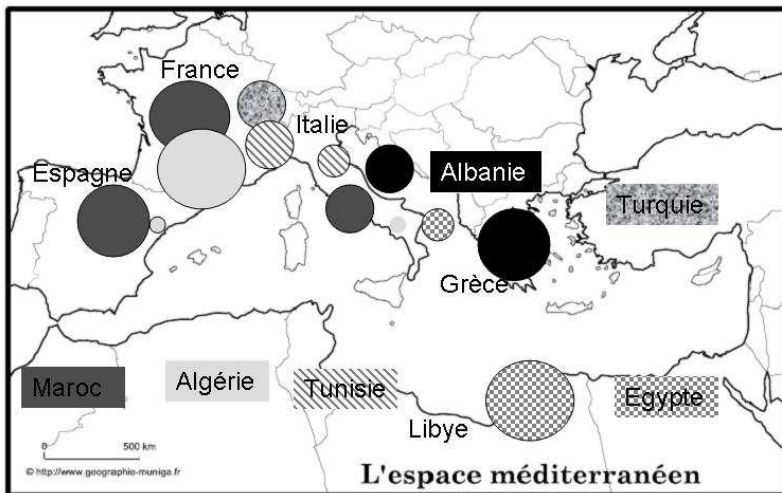 France
Italie
Espagne
Albanie
Turquie
Grèce
Maroc
Algérie
Tunisie
Egypte
Libye
0 500 km
© http://www.geographie-muniga.fr
L'espace méditerranéen